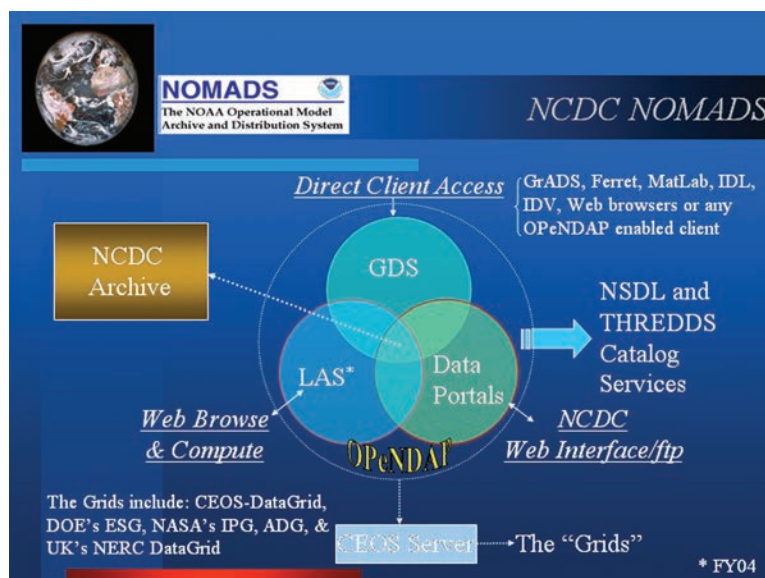 NOMADS
The NOAA Operational Model
Archive and Distribution System
NCDC NOMADS
Direct Client Access
GrADS, Ferret, MatLab, IDL,
IDV, Web browsers or any
OPeNDAP enabled client
NCDC
Archive
GDS
NSDL and
THREDDS
Catalog
Services
LAS*
Data
Portals
Web Browse
& Compute
OPeNDAP
NCDC
Web Interface/ftp
The Grids include: CEOS-DataGrid,
DOE's ESG, NASA's IPG, ADG, &
UK's NERC DataGrid
CEOS Server
The "Grids"
* FY04